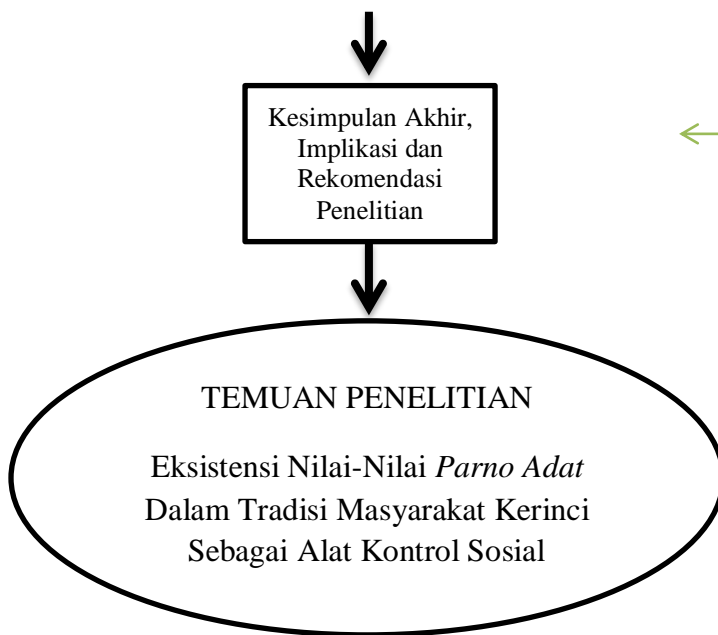 Kesimpulan Akhir,
Implikasi dan
Rekomendasi
Penelitian
TEMUAN PENELITIAN
Eksistensi Nilai-Nilai Parno Adat
Dalam Tradisi Masyarakat Kerinci
Sebagai Alat Kontrol Sosial